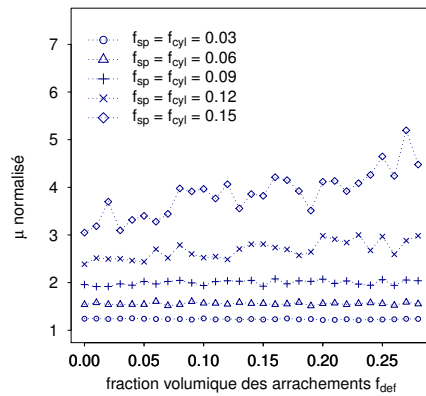 7
6
5
4
3
2
1
µ normalisé
f_sp = f_cyl = 0.03
f_sp = f_cyl = 0.06
f_sp = f_cyl = 0.09
f_sp = f_cyl = 0.12
f_sp = f_cyl = 0.15
0.00 0.05 0.10 0.15 0.20 0.25
fraction volumique des arrachements f_def